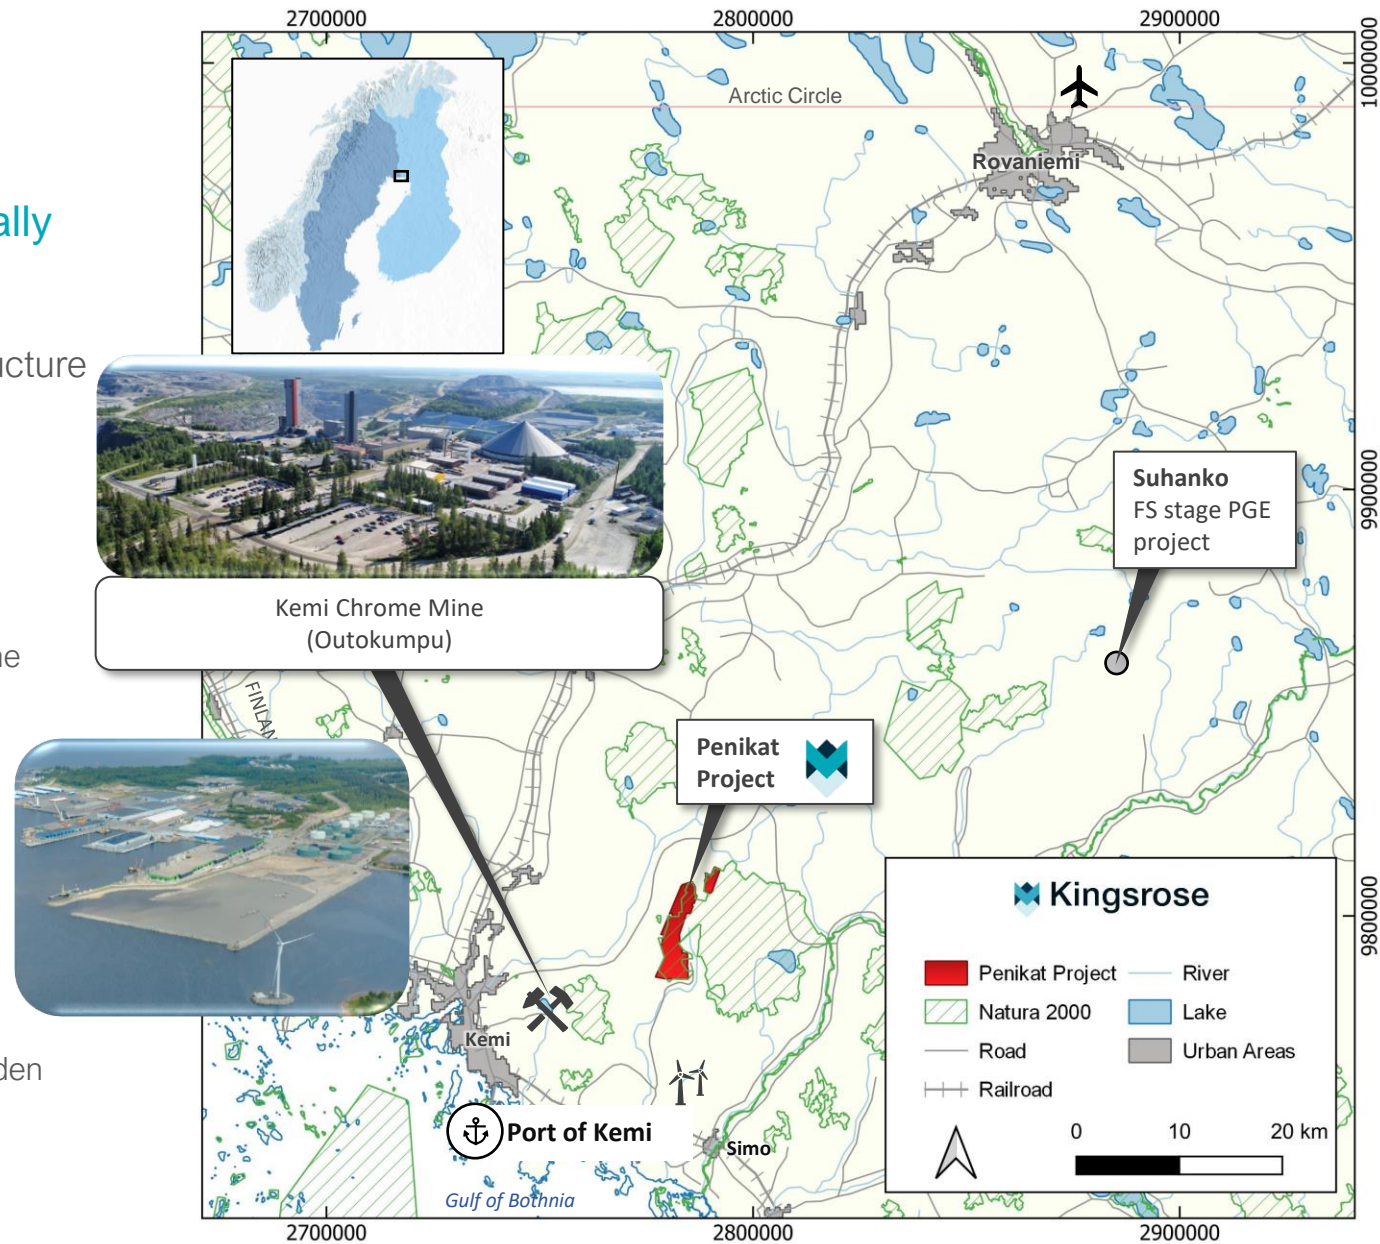 2700000
2800000
2900000
1000000
Arctic Circle
Rovaniemi
ally
ucture
Suhanko
FS stage PGE
project
9900000
Kemi Chrome Mine
(Outokumpu)
ne
Penikat
Project
Kingsrose
9800000
Penikat Project
River
Natura 2000
Lake
Road
Urban Areas
Railroad
Kemi
den
0 10 20 km
Port of Kemi
Simo
Gulf of Bothnia
2700000
2800000
2900000